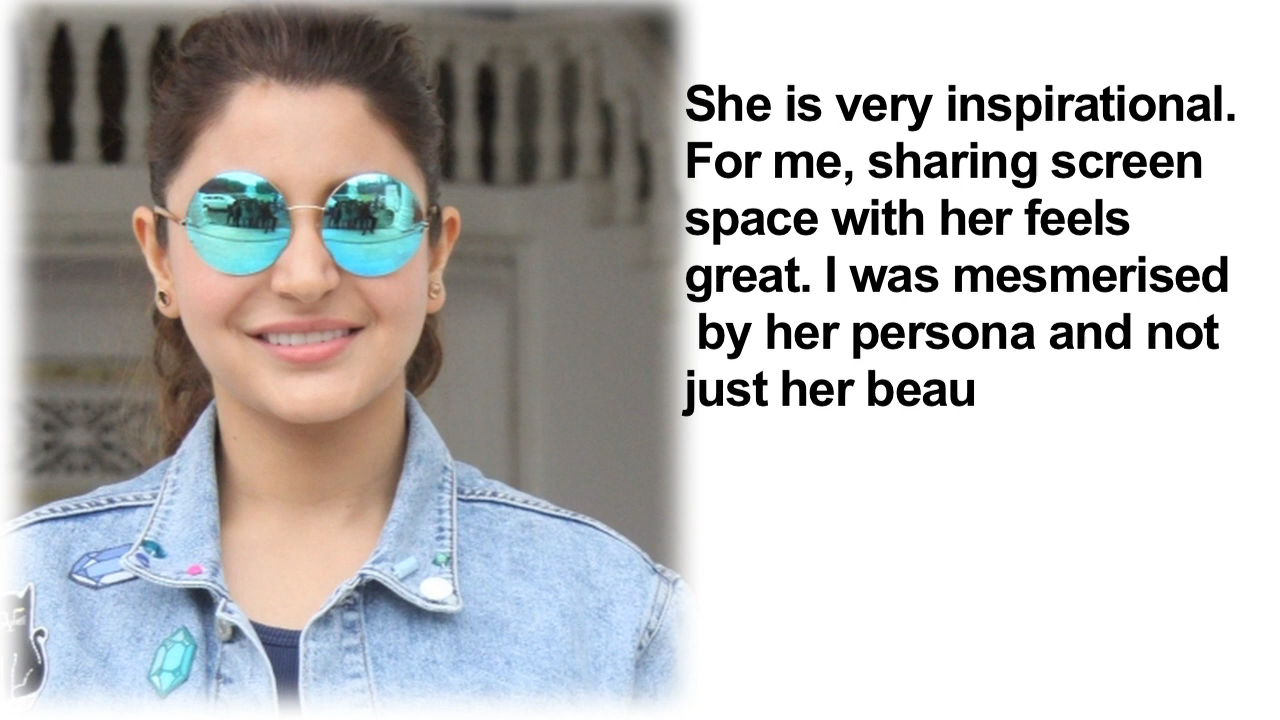 She is very inspirational.
For me, sharing screen
space with her feels
great. I was mesmerised
by her persona and not
just her beau